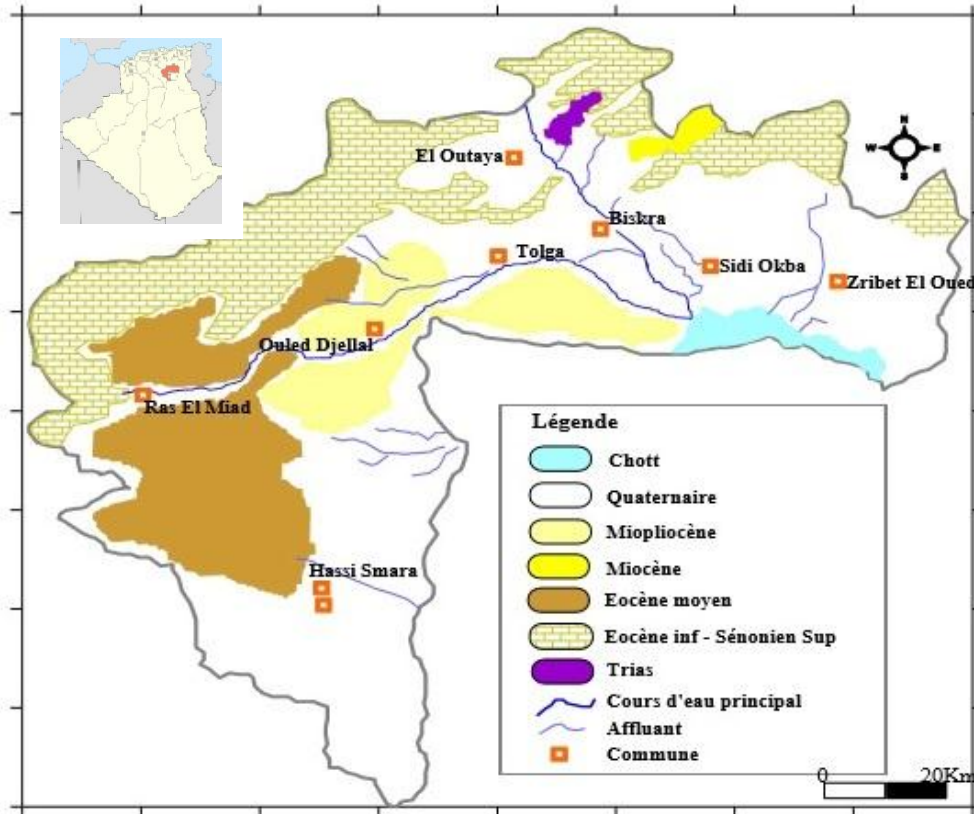 N
W E
S
El Outaya
Biskra
Tolga
Sidi Okba
Zribet El Oued
Ouled Djellal
Ras El Miad
Hassi Smara
Légende
Chott
Quaternaire
Miopliocène
Miocène
Eocène moyen
Eocène inf - Sénonien Sup
Trias
Cours d'eau principal
Affluant
Commune
0 20Km